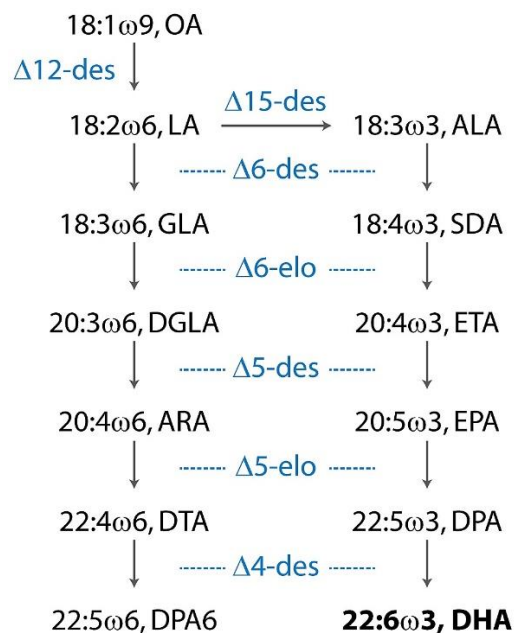 18:1ω9, OA
Δ12-des
Δ15-des
18:2ω6, LA 18:3ω3, ALA
Δ6-des
18:3ω6, GLA 18:4ω3, SDA
Δ6-elo
20:3ω6, DGLA 20:4ω3, ETA
Δ5-des
20:4ω6, ARA 20:5ω3, EPA
Δ5-elo
22:4ω6, DTA 22:5ω3, DPA
Δ4-des
22:5ω6, DPA6 22:6ω3, DHA